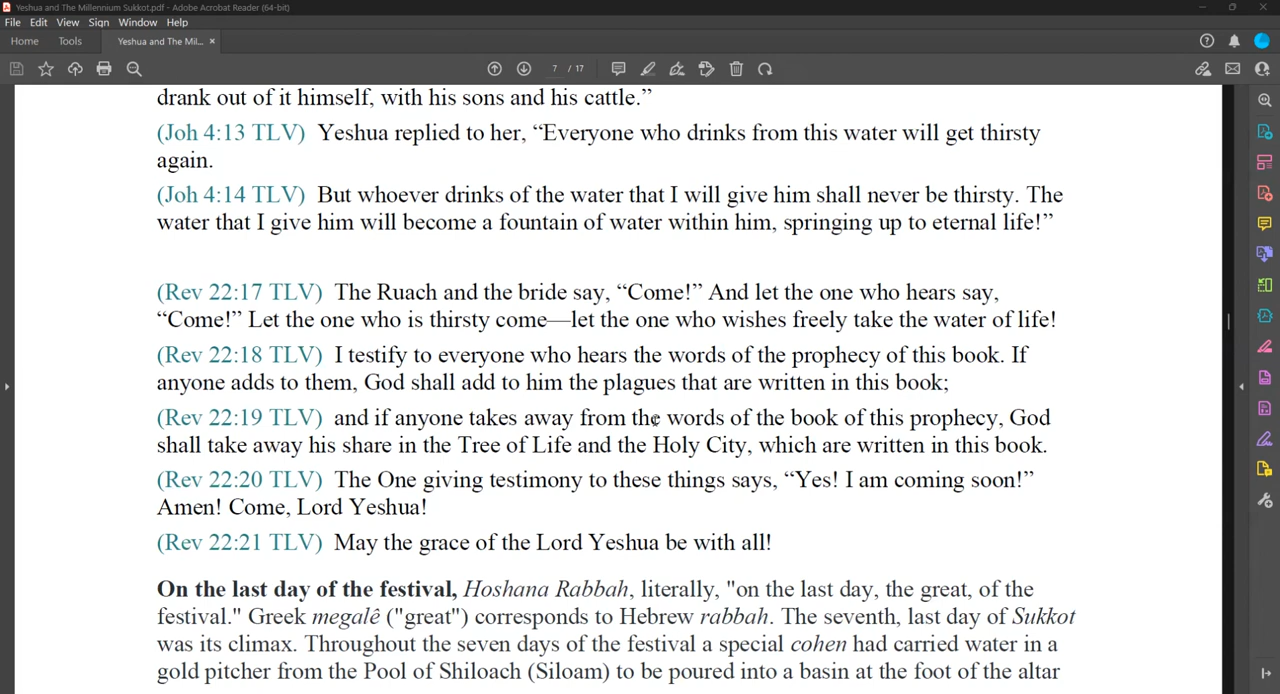 Yeshua and The Millennium Sukkot.pdf - Adobe Acrobat Reader (64-bit)
File Edit View Sign Window Help
Home Tools Yeshua and The Mil... ×
7 / 17
drank out of it himself, with his sons and his cattle.”
(Joh 4:13 TLV) Yeshua replied to her, “Everyone who drinks from this water will get thirsty
again.
(Joh 4:14 TLV) But whoever drinks of the water that I will give him shall never be thirsty. The
water that I give him will become a fountain of water within him, springing up to eternal life!”
(Rev 22:17 TLV) The Ruach and the bride say, “Come!” And let the one who hears say,
“Come!” Let the one who is thirsty come—let the one who wishes freely take the water of life!
(Rev 22:18 TLV) I testify to everyone who hears the words of the prophecy of this book. If
anyone adds to them, God shall add to him the plagues that are written in this book;
(Rev 22:19 TLV) and if anyone takes away from the words of the book of this prophecy, God
shall take away his share in the Tree of Life and the Holy City, which are written in this book.
(Rev 22:20 TLV) The One giving testimony to these things says, “Yes! I am coming soon!”
Amen! Come, Lord Yeshua!
(Rev 22:21 TLV) May the grace of the Lord Yeshua be with all!
On the last day of the festival, Hoshana Rabbah, literally, "on the last day, the great, of the
festival." Greek megalê ("great") corresponds to Hebrew rabbah. The seventh, last day of Sukkot
was its climax. Throughout the seven days of the festival a special cohen had carried water in a
gold pitcher from the Pool of Shiloach (Siloam) to be poured into a basin at the foot of the altar